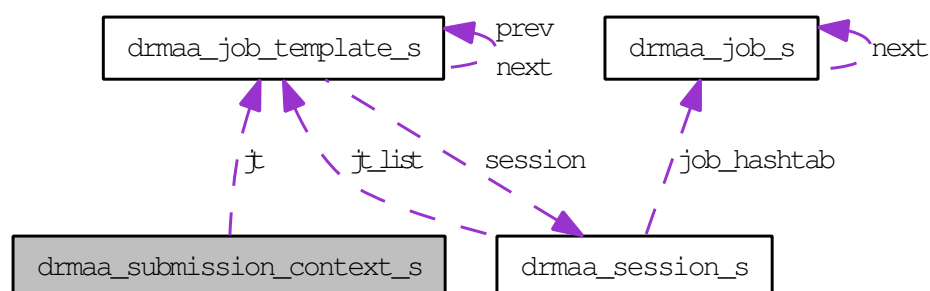 drmaa_job_template_s
prev
next
drmaa_job_s
next
jt
jt_list
session
job_hashtab
drmaa_submission_context_s
drmaa_session_s